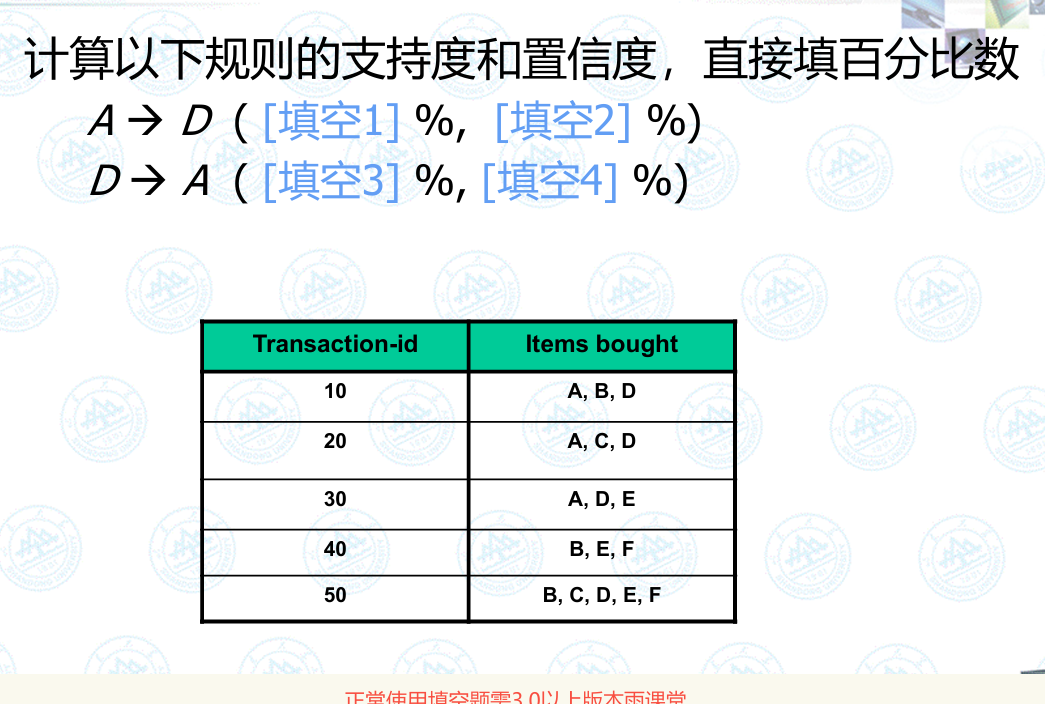 计算以下规则的支持度和置信度，直接填百分比数
A → D ( [填空1] %, [填空2] %)
D → A ( [填空3] %, [填空4] %)
Transaction-id Items bought
10 A, B, D
20 A, C, D
30 A, D, E
40 B, E, F
50 B, C, D, E, F
正常使用填空题需3.0以上版本雨课堂